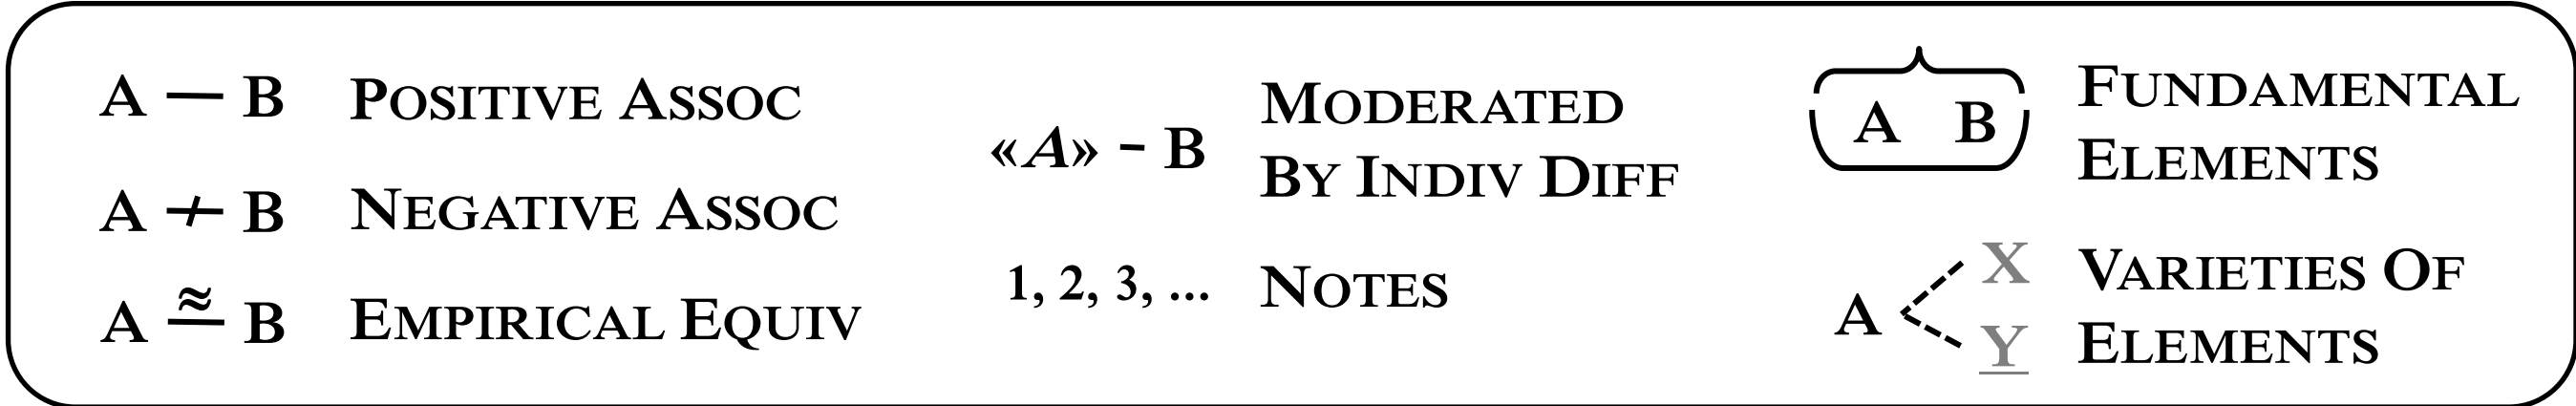 A — B POSITIVE ASSOC
A ≁ B NEGATIVE ASSOC
A ≈ B EMPIRICAL EQUIV
«A» - B MODERATED
BY INDIV DIFF
1, 2, 3, ... NOTES
A B FUNDAMENTAL
ELEMENTS
A X Y VARIETIES OF
ELEMENTS